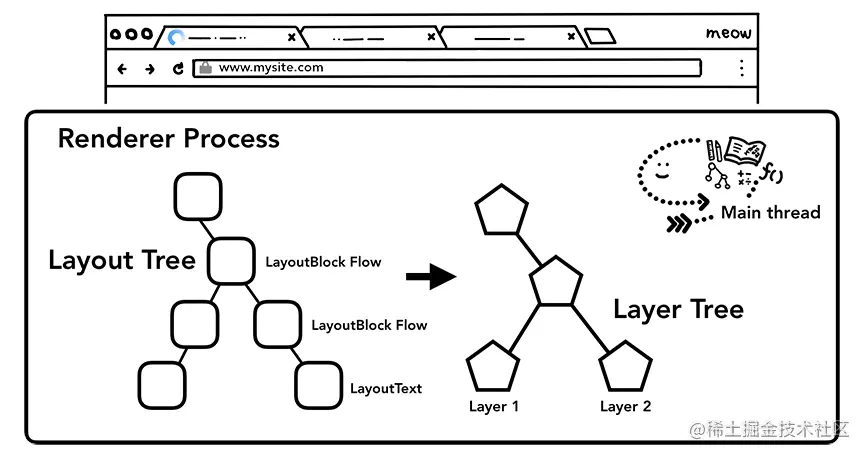 meow
www.mysite.com
Renderer Process
Main thread
Layout Tree
LayoutBlock Flow
LayoutBlock Flow
LayoutText
Layer Tree
Layer 1
Layer 2
+-
×÷
f()
@稀土掘金技术社区